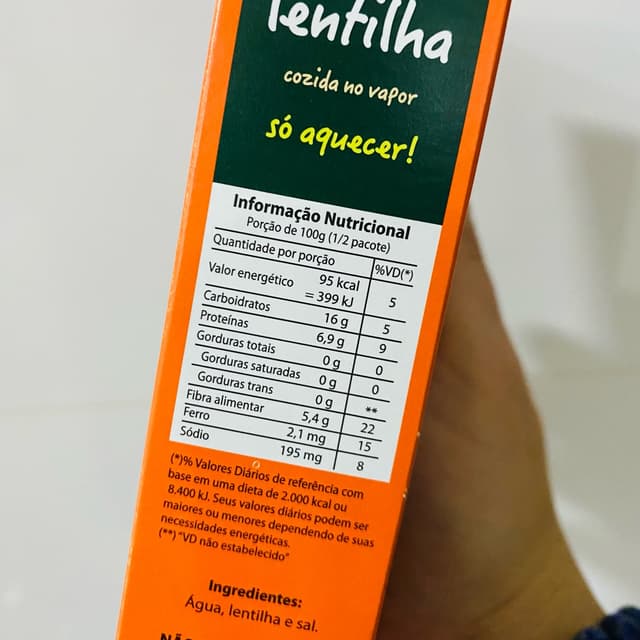 lentilha
cozida no vapor
só aquecer!
Informação Nutricional
Porção de 100g (1/2 pacote)
Quantidade por porção %VD(*)
Valor energético 95 kcal = 399 kJ 5
Carboidratos 16 g 5
Proteínas 6,9 g 9
Gorduras totais 0 g 0
Gorduras saturadas 0 g 0
Gorduras trans 0 g **
Fibra alimentar 5,4 g 22
Ferro 2,1 mg 15
Sódio 195 mg 8
(*)% Valores Diários de referência com
base em uma dieta de 2.000 kcal ou
8.400 kJ. Seus valores diários podem ser
maiores ou menores dependendo de suas
necessidades energéticas.
(**) "VD não estabelecido"
Ingredientes:
Água, lentilha e sal.